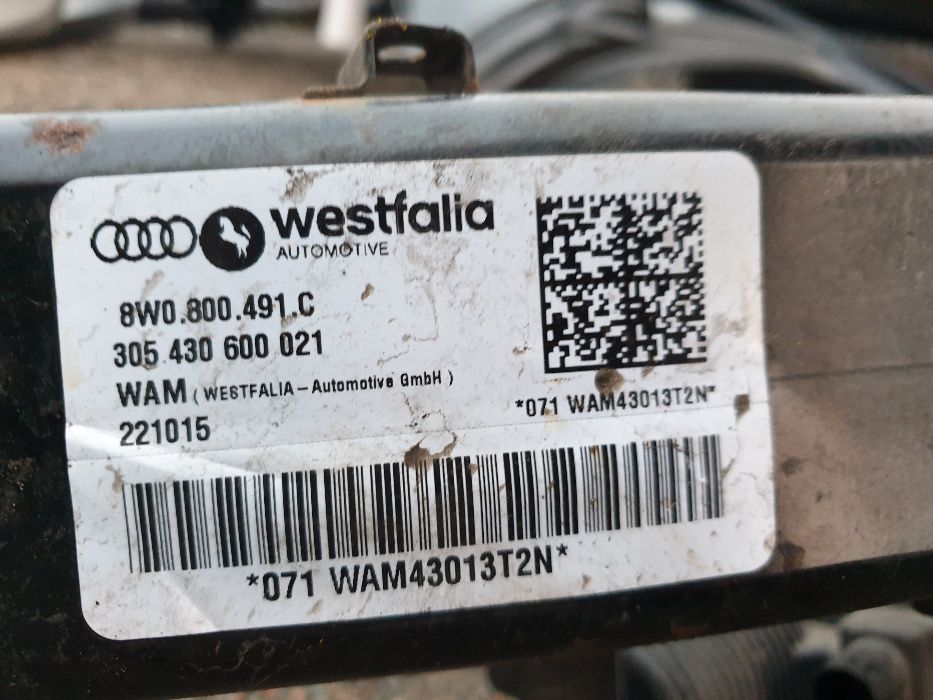 westfalia
AUTOMOTIVE
8W0.800.491.C
305.430 600 021
WAM ( WESTFALIA-Automotive GmbH )
221015
*071 WAM43013T2N*
*071 WAM43013T2N*